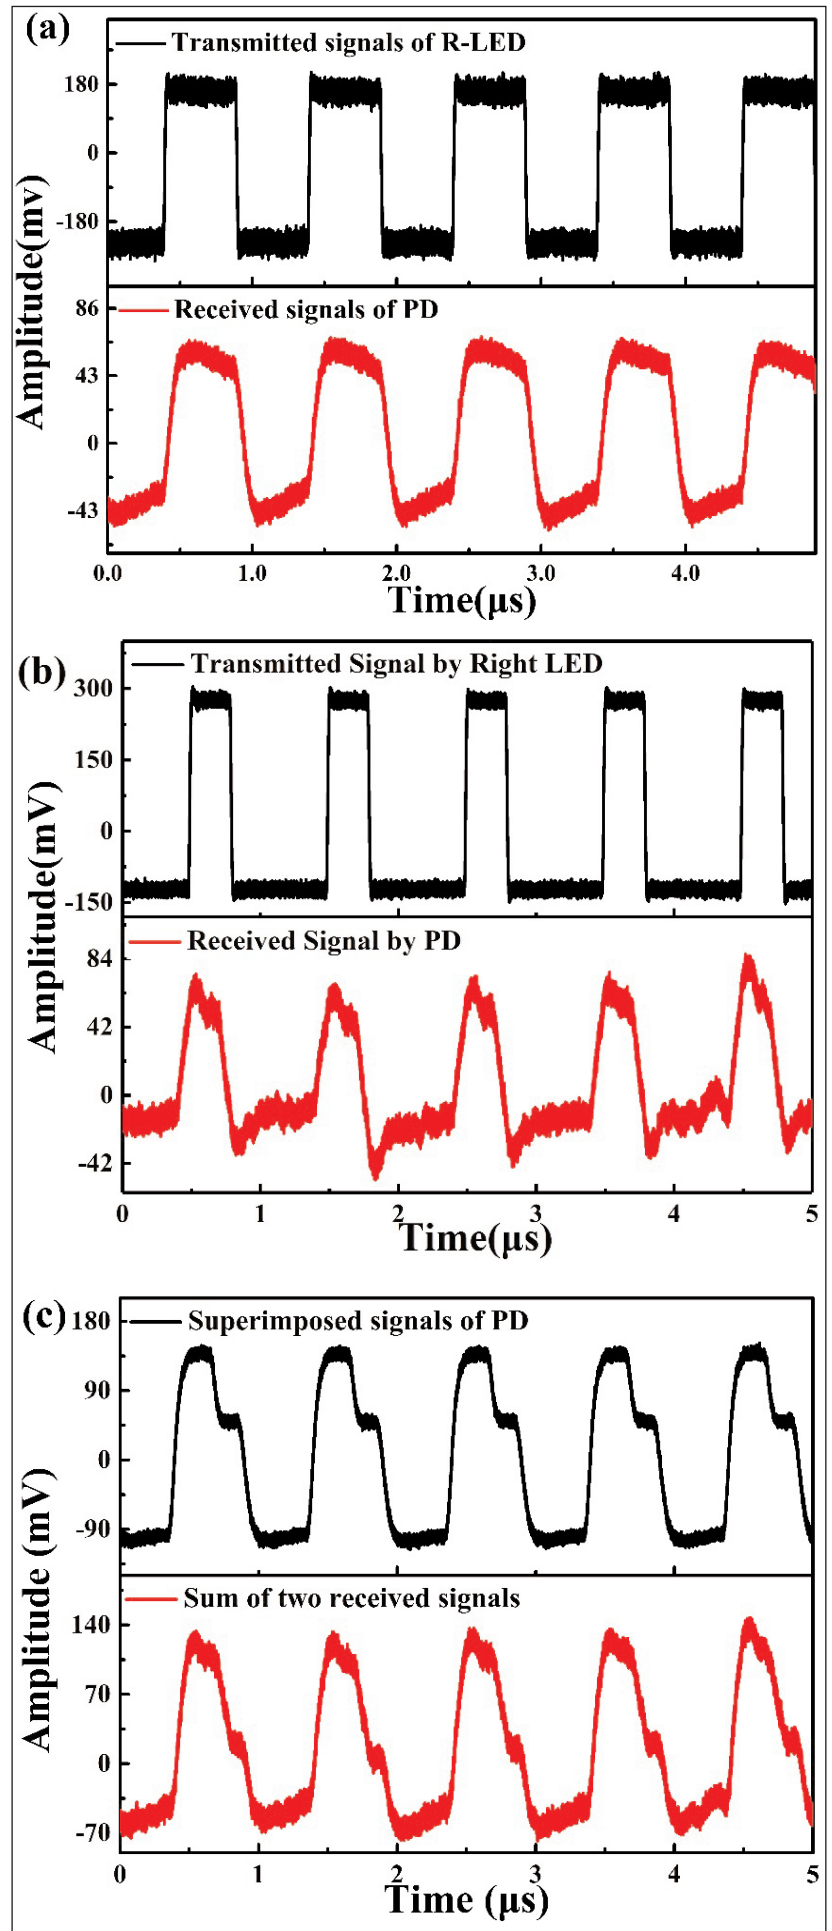 (a)
Transmitted signals of R-LED
180
0
-180
Received signals of PD
86
43
0
-43
Amplitude(mv)
0.0 1.0 2.0 3.0 4.0
Time(μs)
(b)
Transmitted Signal by Right LED
300
150
0
-150
Received Signal by PD
84
42
0
-42
Amplitude(mV)
0 1 2 3 4 5
Time(μs)
(c)
Superimposed signals of PD
180
90
0
-90
Sum of two received signals
140
70
0
-70
Amplitude (mV)
0 1 2 3 4 5
Time (μs)